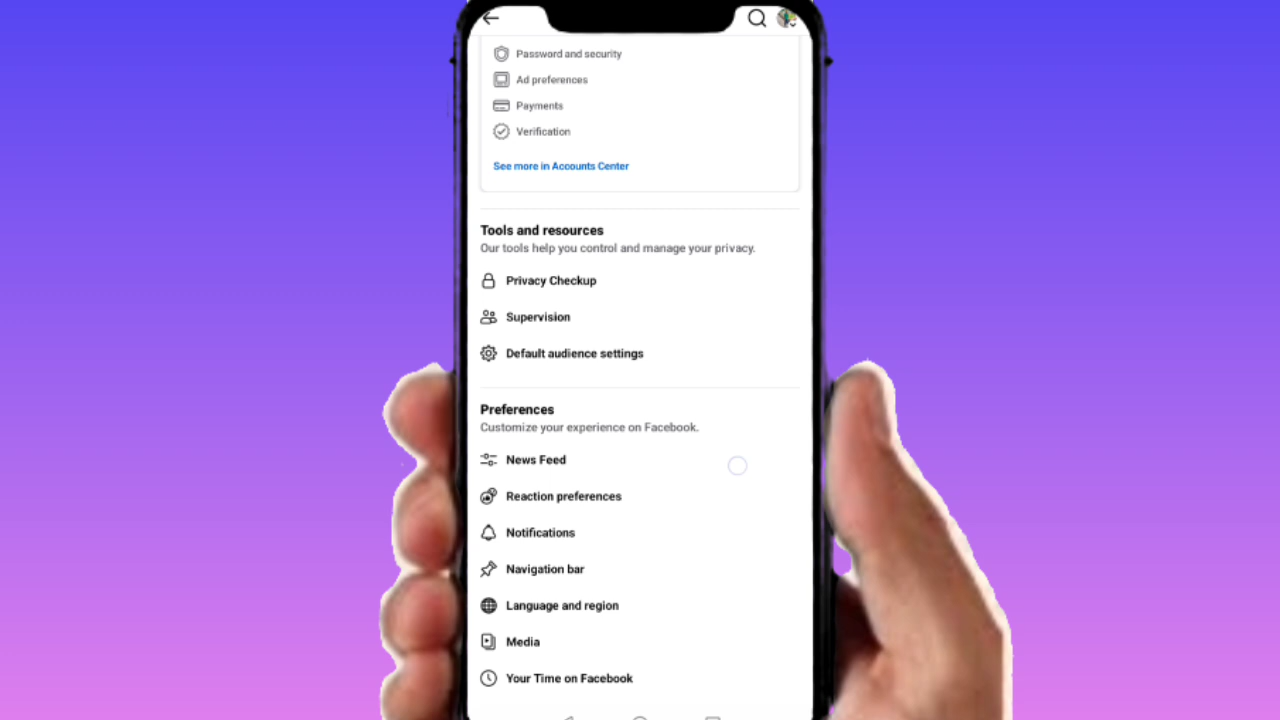 Password and security
Ad preferences
Payments
Verification
See more in Accounts Center
Tools and resources
Our tools help you control and manage your privacy.
Privacy Checkup
Supervision
Default audience settings
Preferences
Customize your experience on Facebook.
News Feed
Reaction preferences
Notifications
Navigation bar
Language and region
Media
Your Time on Facebook